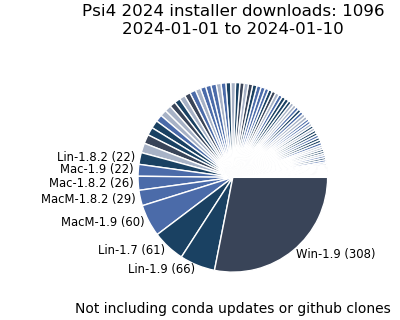 Psi4 2024 installer downloads: 1096
2024-01-01 to 2024-01-10
Lin-1.8.2 (22)
Mac-1.9 (22)
Mac-1.8.2 (26)
MacM-1.8.2 (29)
MacM-1.9 (60)
Lin-1.7 (61)
Lin-1.9 (66)
Win-1.9 (308)
Not including conda updates or github clones